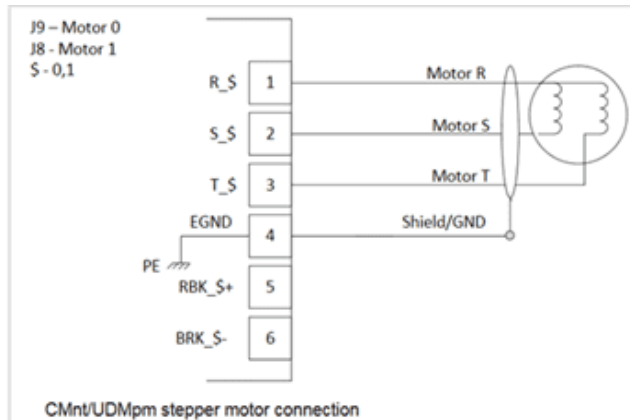 J9 – Motor 0
J8 - Motor 1
$ - 0,1
R_$ 1 Motor R
S_$ 2 Motor S
T_$ 3 Motor T
EGND 4 Shield/GND
PE
RBK_$+ 5
BRK_$- 6
CMnt/UDMpm stepper motor connection